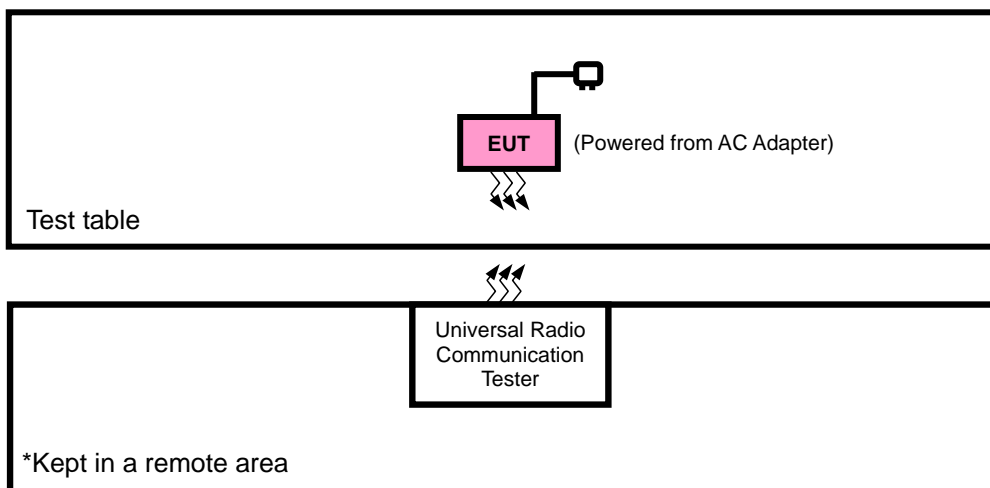 EUT
(Powered from AC Adapter)
Test table
Universal Radio
Communication
Tester
*Kept in a remote area